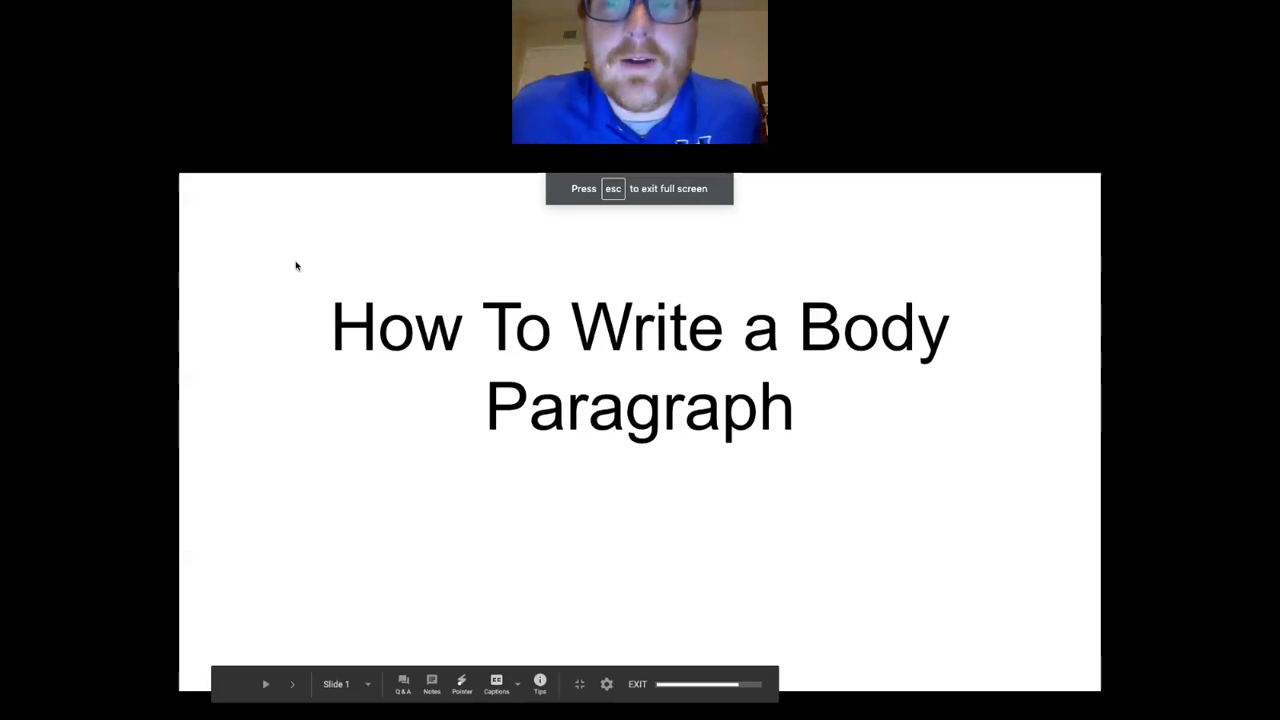 Press esc to exit full screen
How To Write a Body
Paragraph
Slide 1 Q & A Notes Pointer Captions Tips EXIT